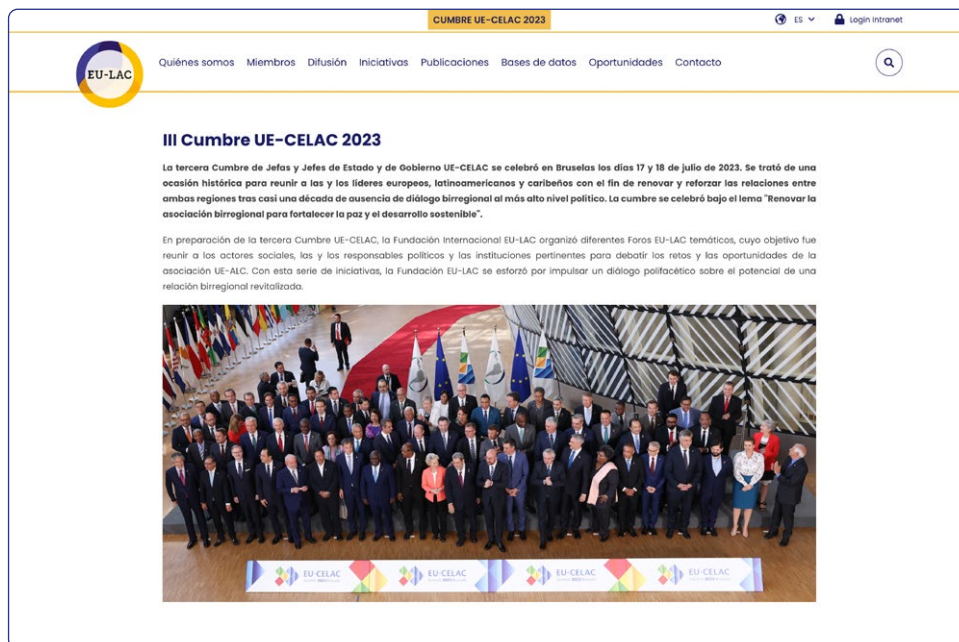 CUMBRE UE-CELAC 2023
ES
Login Intranet
EU-LAC
Quiénes somos Miembros Difusión Iniciativas Publicaciones Bases de datos Oportunidades Contacto
III Cumbre UE-CELAC 2023
La tercera Cumbre de Jefas y Jefes de Estado y de Gobierno UE-CELAC se celebró en Bruselas los días 17 y 18 de julio de 2023. Se trató de una
ocasión histórica para reunir a las y los líderes europeos, latinoamericanos y caribeños con el fin de renovar y reforzar las relaciones entre
ambas regiones tras casi una década de ausencia de diálogo birregional al más alto nivel político. La cumbre se celebró bajo el lema "Renovar la
asociación birregional para fortalecer la paz y el desarrollo sostenible".
En preparación de la tercera Cumbre UE-CELAC, la Fundación Internacional EU-LAC organizó diferentes Foros EU-LAC temáticos, cuyo objetivo fue
reunir a los actores sociales, las y los responsables políticos y las instituciones pertinentes para debatir los retos y las oportunidades de la
asociación UE-ALC. Con esta serie de iniciativas, la Fundación EU-LAC se esforzó por impulsar un diálogo polifacético sobre el potencial de una
relación birregional revitalizada.
EU-CELAC EU-CELAC EU-CELAC EU-CELAC